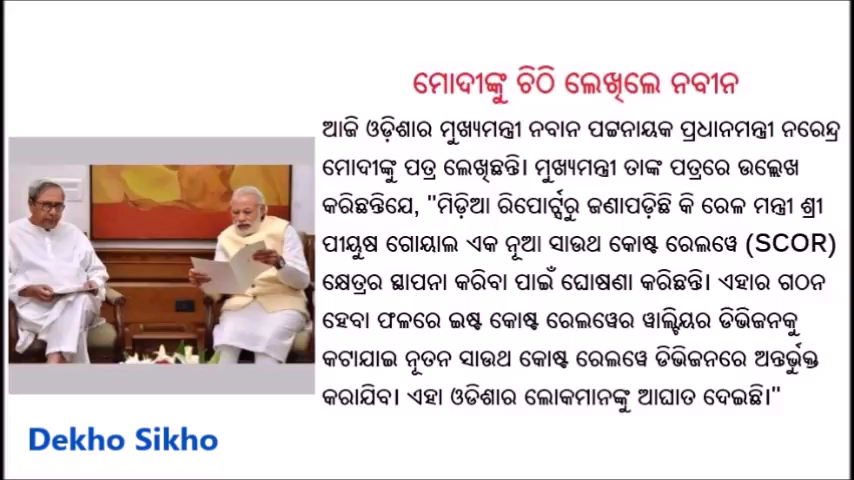 ମୋଦୀଙ୍କୁ ଚିଠି ଲେଖିଲେ ନବୀନ
ଆଜି ଓଡ଼ିଶାର ମୁଖ୍ୟମନ୍ତ୍ରୀ ନବୀନ ପଟ୍ଟନାୟକ ପ୍ରଧାନମନ୍ତ୍ରୀ ନରେନ୍ଦ୍ର
ମୋଦୀଙ୍କୁ ପତ୍ର ଲେଖିଛନ୍ତି। ମୁଖ୍ୟମନ୍ତ୍ରୀ ତାଙ୍କ ପତ୍ରରେ ଉଲ୍ଲେଖ
କରିଛନ୍ତିଯେ, "ମିଡ଼ିଆ ରିପୋର୍ଟ୍ସରୁ ଜଣାପଡ଼ିଛି କି ରେଳ ମନ୍ତ୍ରୀ ଶ୍ରୀ
ପୀୟୁଷ ଗୋୟାଲ ଏକ ନୂଆ ସାଉଥ କୋଷ୍ଟ ରେଲୱେ (SCOR)
କ୍ଷେତ୍ରର ସ୍ଥାପନା କରିବା ପାଇଁ ଘୋଷଣା କରିଛନ୍ତି। ଏହାର ଗଠନ
ହେବା ଫଳରେ ଇଷ୍ଟ କୋଷ୍ଟ ରେଲୱେର ୱାଲ୍ଟିୟର ଡିଭିଜନକୁ
କଟାଯାଇ ନୂତନ ସାଉଥ କୋଷ୍ଟ ରେଲୱେ ଡିଭିଜନରେ ଅନ୍ତର୍ଭୁକ୍ତ
କରାଯିବ। ଏହା ଓଡିଶାର ଲୋକମାନଙ୍କୁ ଆଘାତ ଦେଇଛି।"
Dekho Sikho